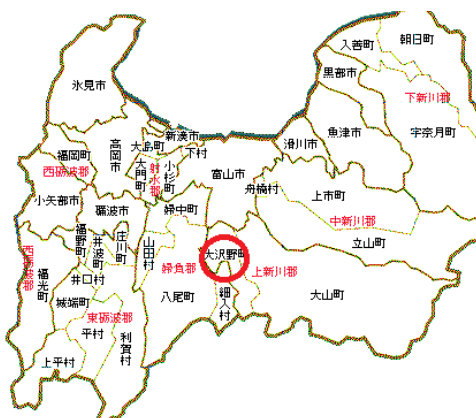 朝日町
入善町
黒部市
下新川郡
宇奈月町
氷見市
魚津市
新湊市
滑川市
大島町
下村
高岡市
福岡町
大門町
射水郡
小杉町
富山市
西砺波郡
舟橋村
上市町
小矢部市
砺波市
婦中町
中新川郡
福野町
庄川町
井波町
山田村
立山町
西砺波郡
大沢野町
福光町
井口村
婦負郡
上新川郡
城端町
八尾町
細入村
大山町
東砺波郡
平村
利賀村
上平村